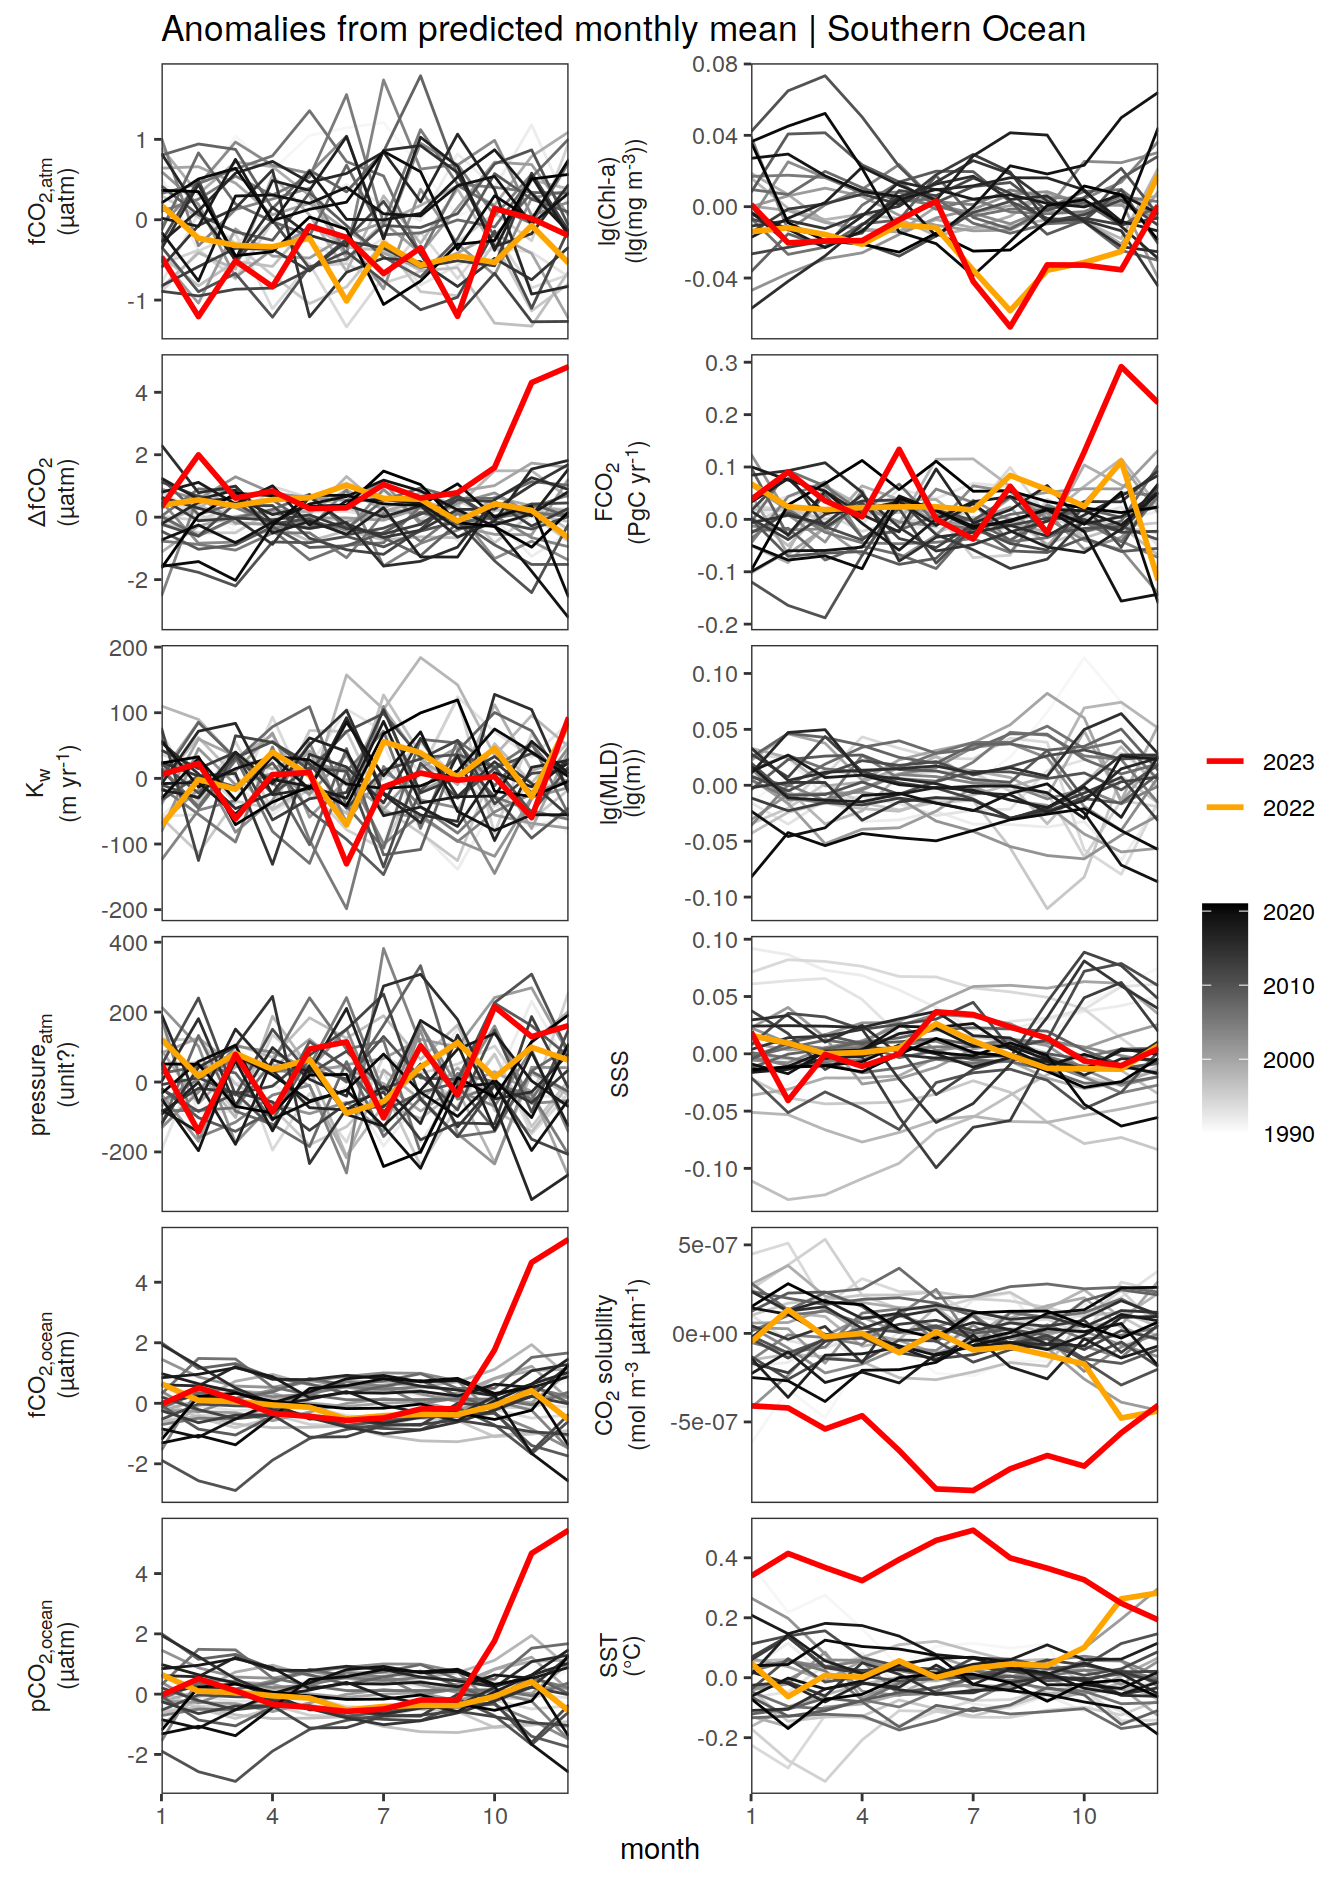 Anomalies from predicted monthly mean | Southern Ocean
fCO2,atm
(µatm)
1
0
-1
lg(Chl-a)
(lg(mg m-3))
0.08
0.04
0.00
-0.04
ΔfCO2
(µatm)
4
2
0
-2
FCO2
(PgC yr-1)
0.3
0.2
0.1
0.0
-0.1
-0.2
Kw
(m yr-1)
200
100
0
-100
-200
lg(MLD)
(lg(m))
0.10
0.05
0.00
-0.05
-0.10
pressureatm
(unit?)
400
200
0
-200
SSS
0.10
0.05
0.00
-0.05
-0.10
fCO2,ocean
(µatm)
4
2
0
-2
CO2 solubility
(mol m-3 µatm-1)
5e-07
0e+00
-5e-07
pCO2,ocean
(µatm)
4
2
0
-2
SST
(°C)
0.4
0.2
0.0
-0.2
1 4 7 10
1 4 7 10
month
2023
2022
2020
2010
2000
1990